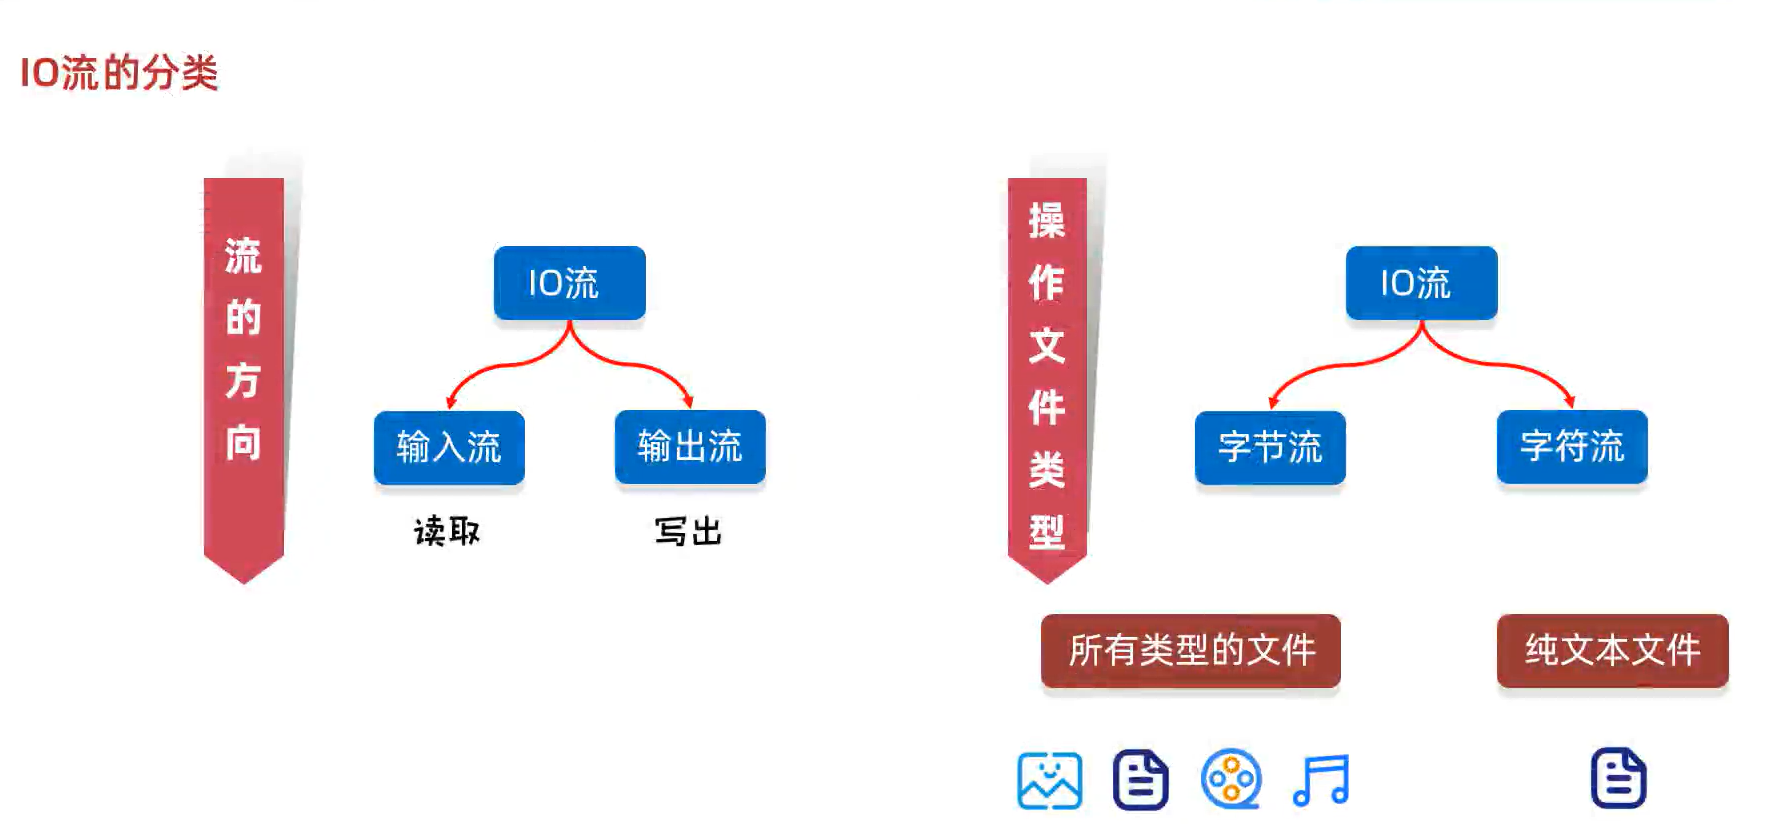 IO流的分类
流的方向
IO流
输入流
输出流
读取
写出
操作文件类型
IO流
字节流
字符流
所有类型的文件
纯文本文件